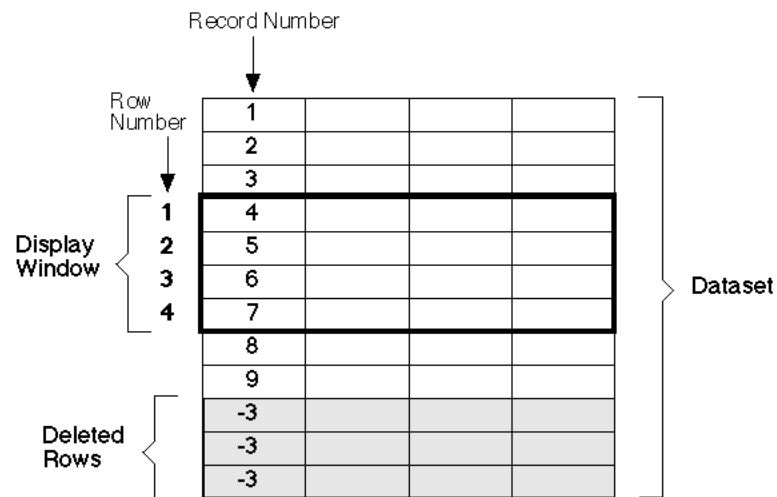 Record Number
Row
Number
1
2
3
1 4
Display
Window
2 5
3 6
4 7
Dataset
8
9
-3
Deleted
Rows
-3
-3